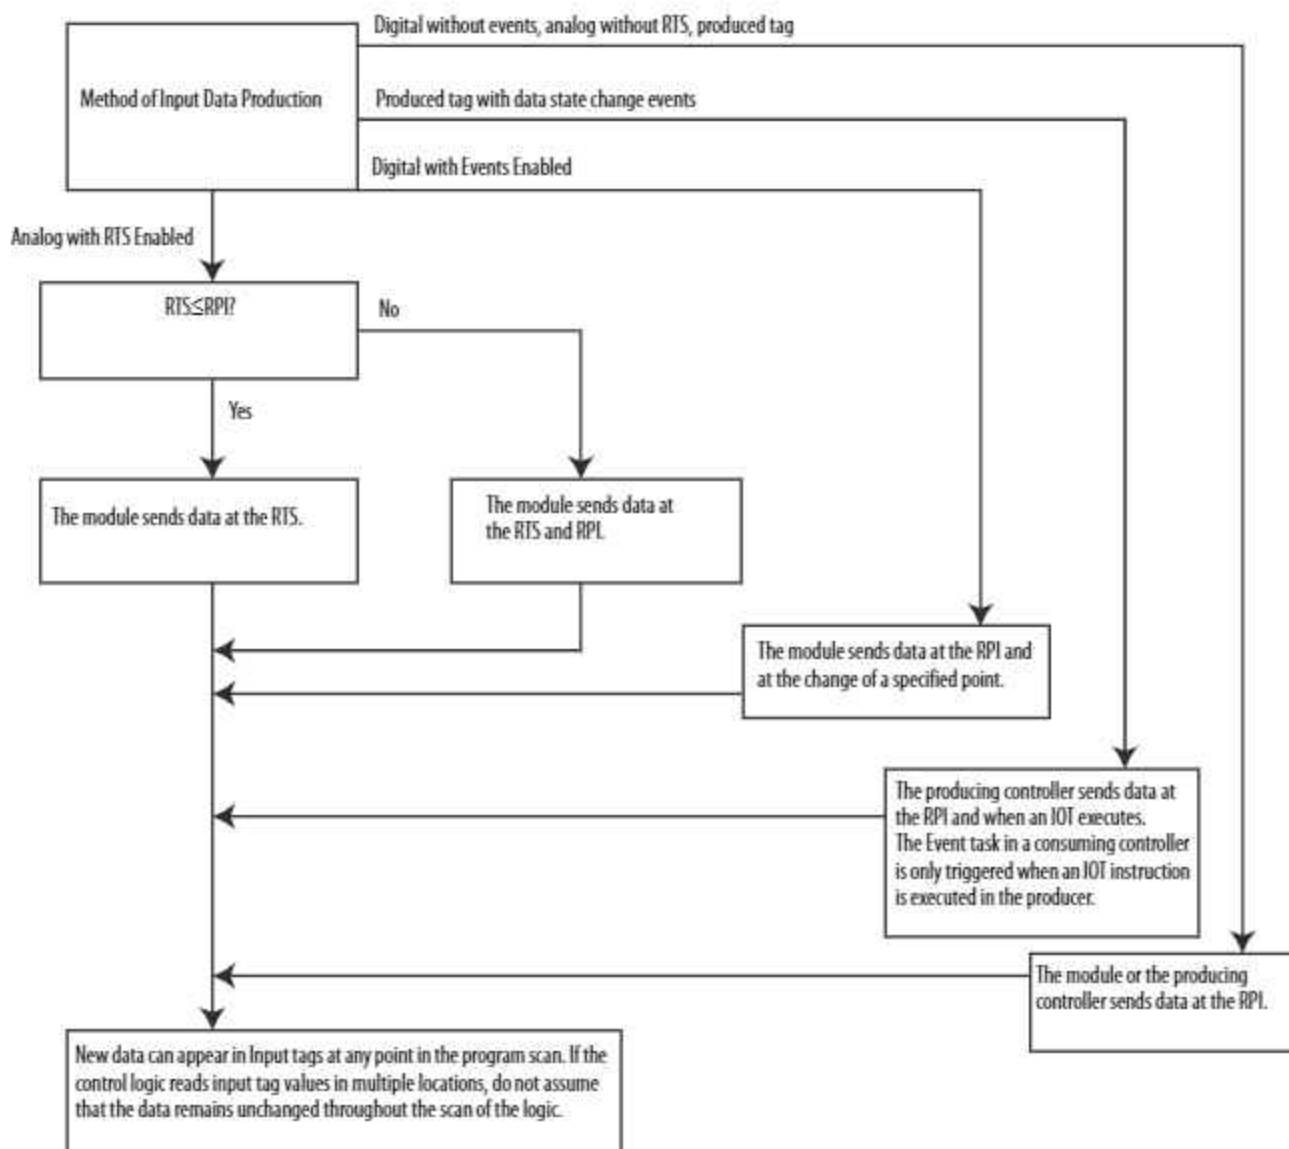 Digital without events, analog without RTS, produced tag
Method of Input Data Production
Produced tag with data state change events
Digital with Events Enabled
Analog with RTS Enabled
RTS≤RPI?
No
Yes
The module sends data at the RTS.
The module sends data at
the RTS and RPI.
The module sends data at the RPI and
at the change of a specified point.
The producing controller sends data at
the RPI and when an IOT executes.
The Event task in a consuming controller
is only triggered when an IOT instruction
is executed in the producer.
The module or the producing
controller sends data at the RPI.
New data can appear in Input tags at any point in the program scan. If the
control logic reads input tag values in multiple locations, do not assume
that the data remains unchanged throughout the scan of the logic.